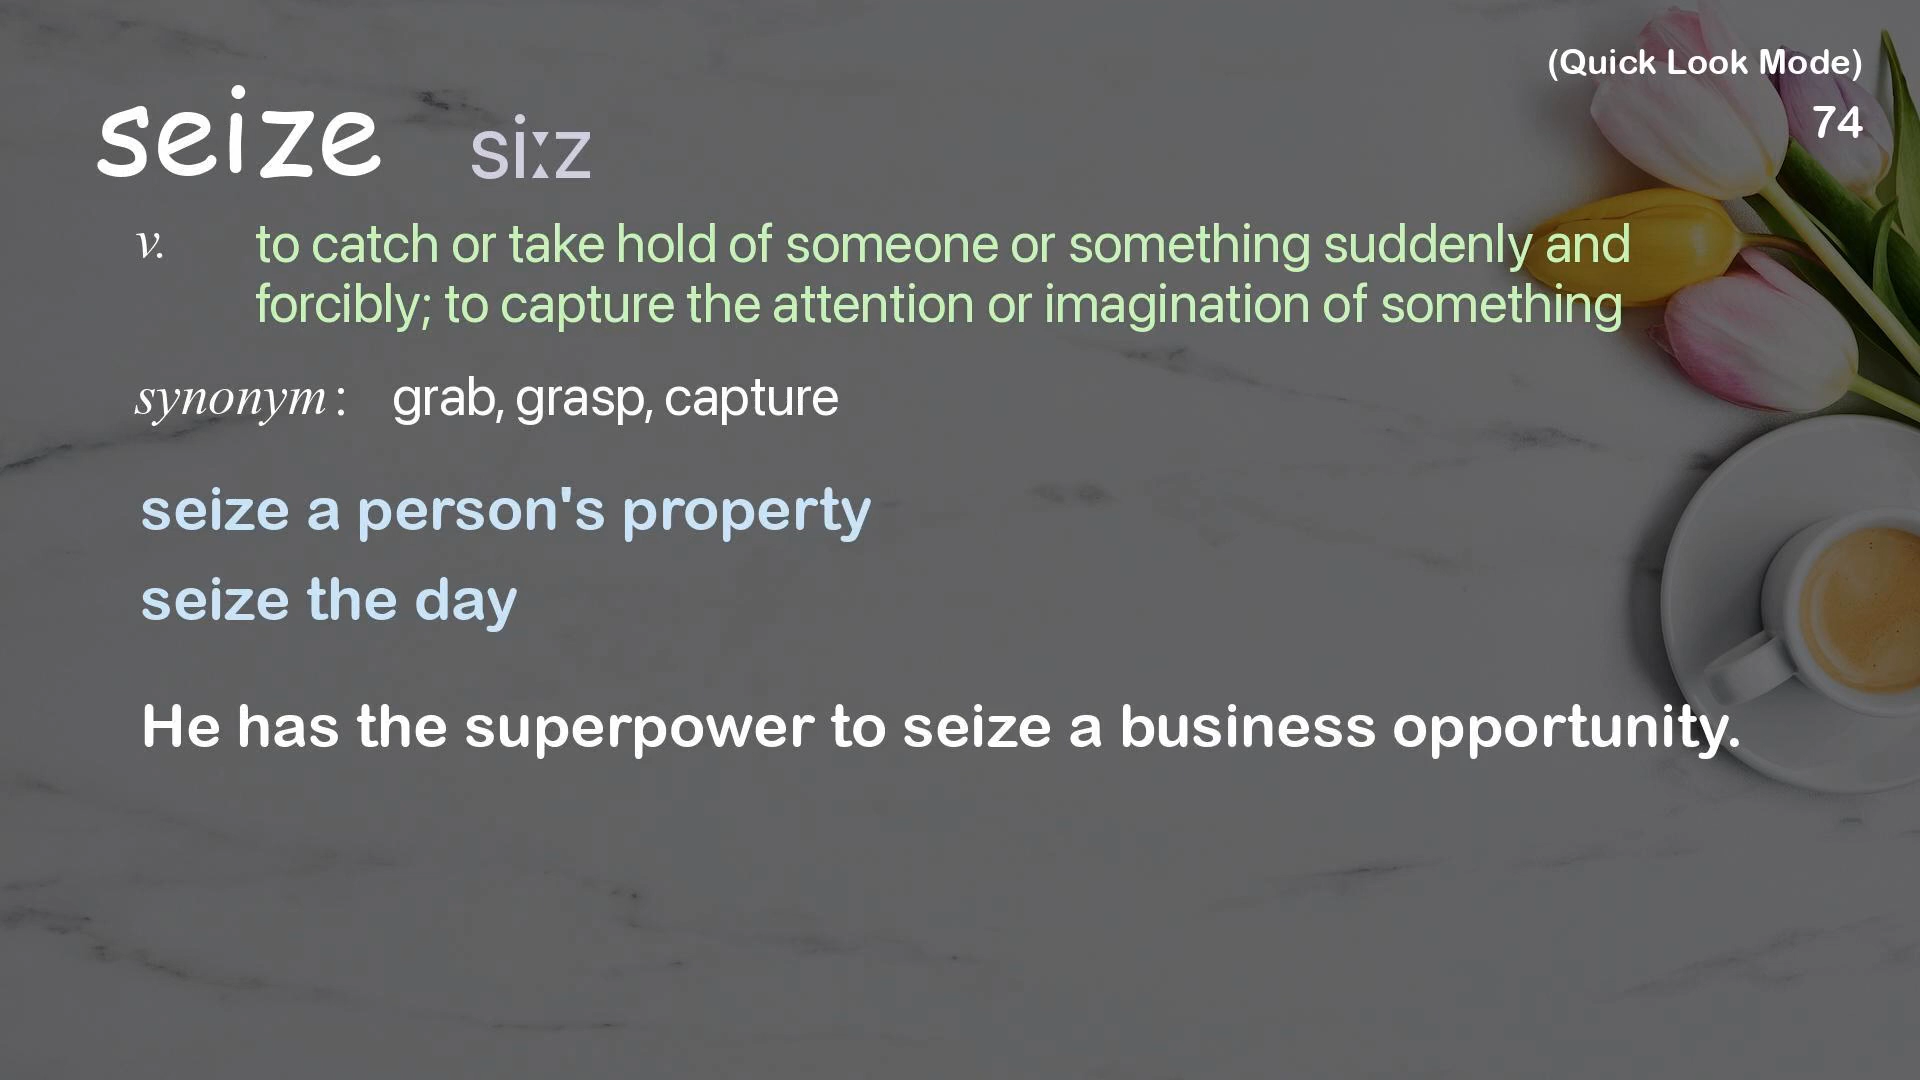 (Quick Look Mode)
74
seize siːz
v. to catch or take hold of someone or something suddenly and
forcibly; to capture the attention or imagination of something
synonym: grab, grasp, capture
seize a person's property
seize the day
He has the superpower to seize a business opportunity.